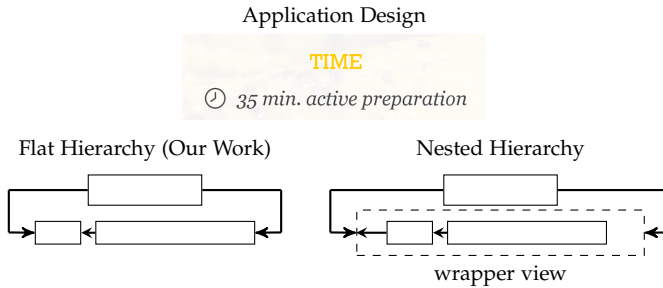 Application Design
TIME
35 min. active preparation
Flat Hierarchy (Our Work)
Nested Hierarchy
wrapper view